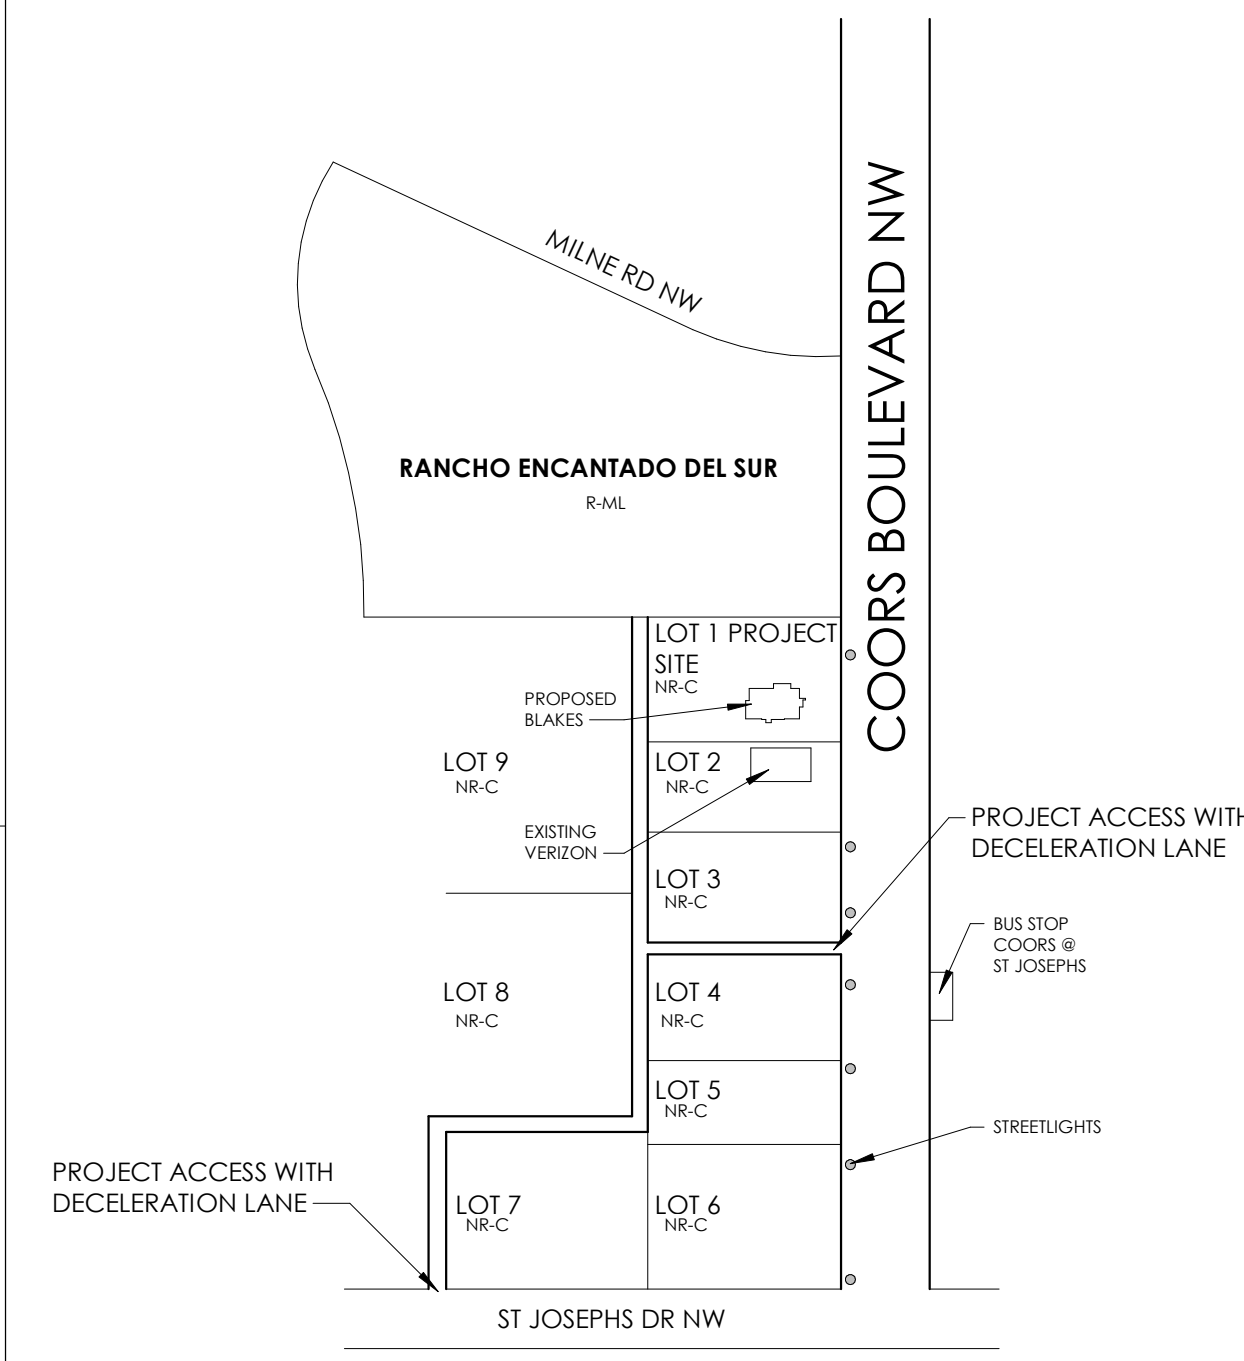 MILNE RD NW
COORS BOULEVARD NW
RANCHO ENCANTADO DEL SUR
R-ML
LOT 1 PROJECT
SITE
NR-C
PROPOSED
BLAKES
LOT 9
NR-C
LOT 2
NR-C
EXISTING
VERIZON
PROJECT ACCESS WITH
DECELERATION LANE
LOT 3
NR-C
BUS STOP
COORS @
ST JOSEPHS
LOT 8
NR-C
LOT 4
NR-C
LOT 5
NR-C
STREETLIGHTS
PROJECT ACCESS WITH
DECELERATION LANE
LOT 7
NR-C
LOT 6
NR-C
ST JOSEPHS DR NW